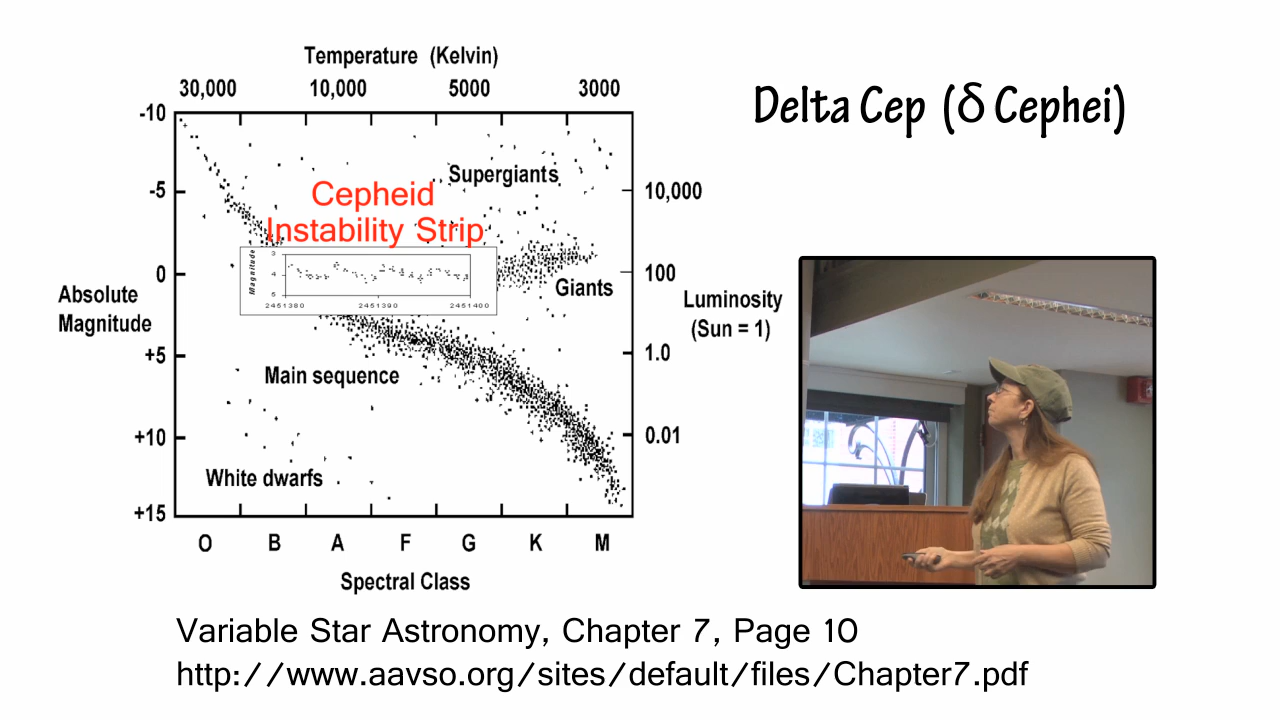 Temperature (Kelvin)
30,000 10,000 5000 3000
Delta Cep (δ Cephei)
-10
-5
0
+5
+10
+15
Absolute
Magnitude
Supergiants
Cepheid
Instability Strip
Magnitude
3
4
5
2451380 2451390 2451400
Giants
Main sequence
White dwarfs
10,000
100
1.0
0.01
Luminosity
(Sun = 1)
O B A F G K M
Spectral Class
Variable Star Astronomy, Chapter 7, Page 10
http://www.aavso.org/sites/default/files/Chapter7.pdf